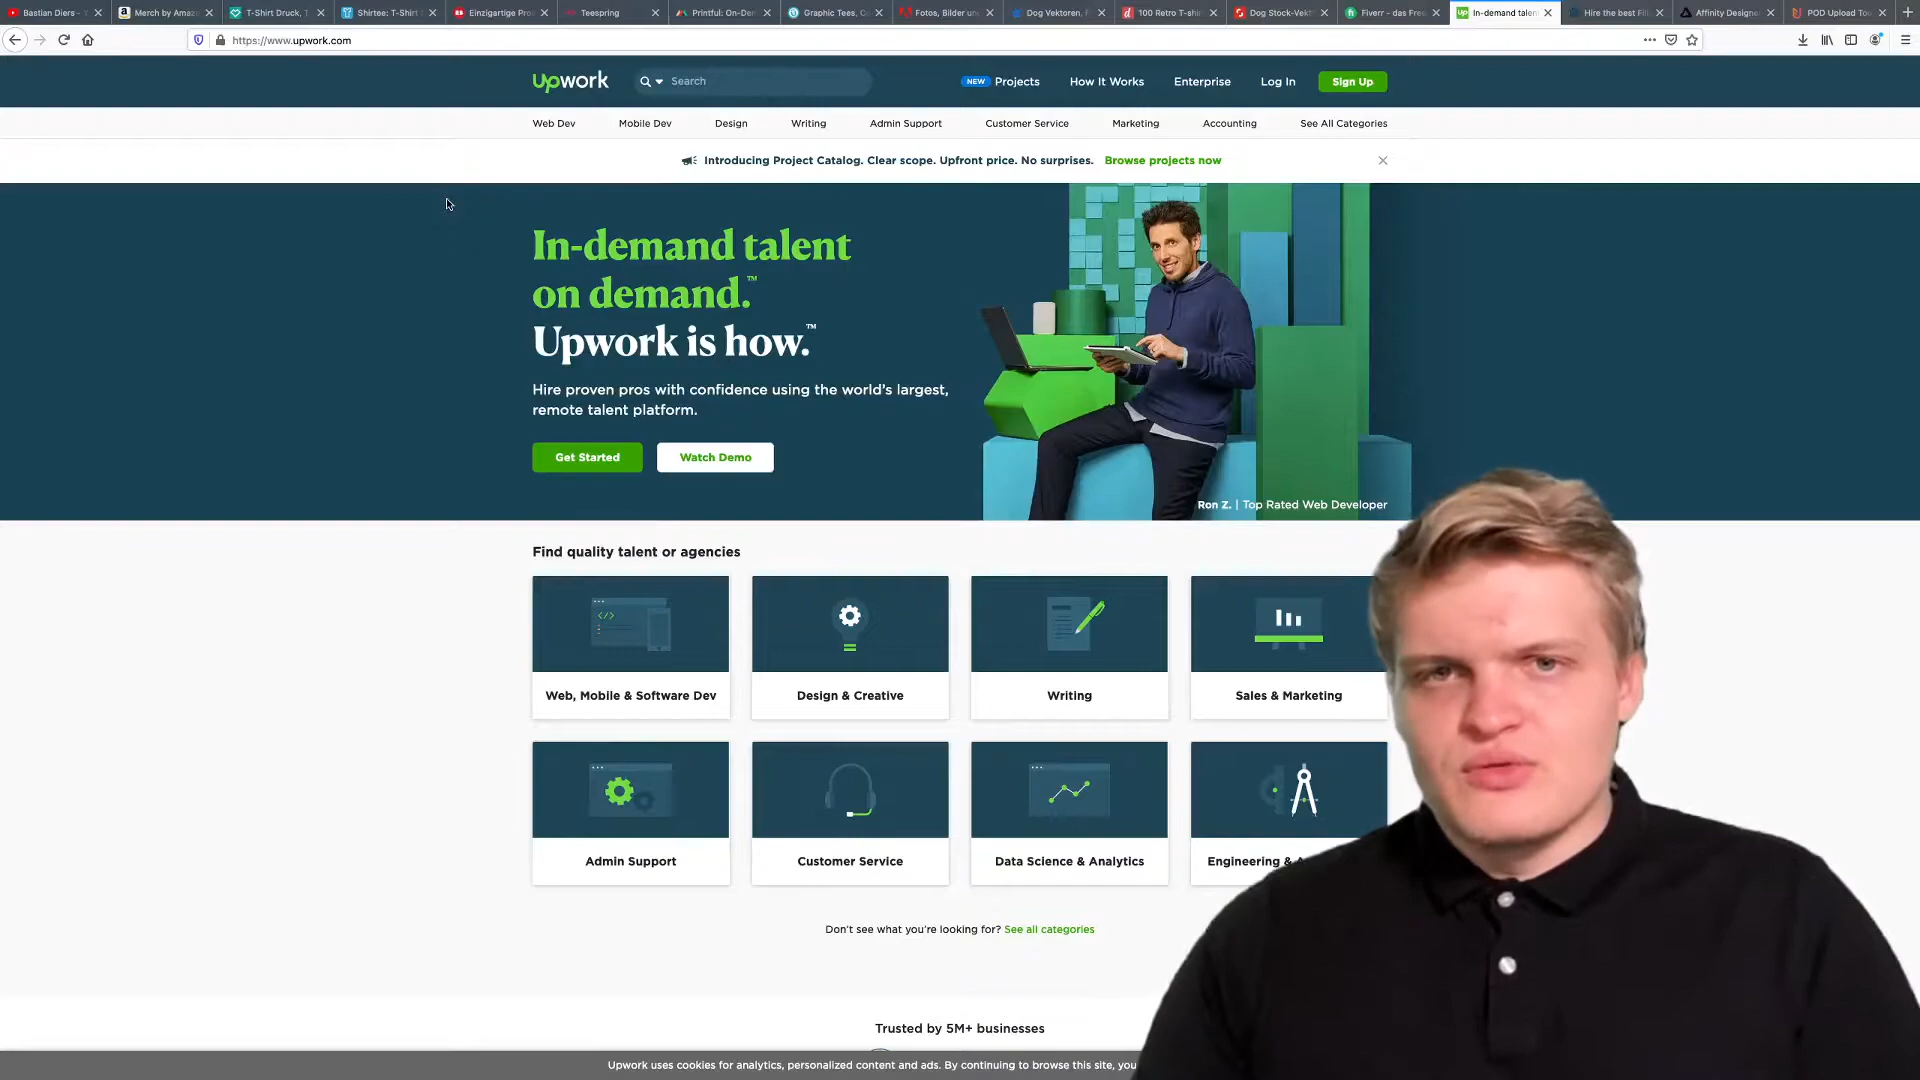 Bastian Diers - Y
Merch by Amaz
T-Shirt Druck, T
Shirtee: T-Shirt
Einzigartige Pro
Teespring
Printful: On-Den
Graphic Tees, C
Fotos, Bilder un
Dog Vektoren, F
100 Retro T-shi
Dog Stock-Vekt
Fiverr - das Free
Up
In-demand talen
Hire the best Fil
Affinity Designe
POD Upload Too
https://www.upwork.com
Upwork
Search
NEW Projects
How It Works
Enterprise
Log In
Sign Up
Web Dev
Mobile Dev
Design
Writing
Admin Support
Customer Service
Marketing
Accounting
See All Categories
Introducing Project Catalog. Clear scope. Upfront price. No surprises. Browse projects now
In-demand talent
on demand.™
Upwork is how.™
Hire proven pros with confidence using the world's largest,
remote talent platform.
Get Started
Watch Demo
Ron Z. | Top Rated Web Developer
Find quality talent or agencies
Web, Mobile & Software Dev
Design & Creative
Writing
Sales & Marketing
Admin Support
Customer Service
Data Science & Analytics
Engineering &
Don't see what you're looking for? See all categories
Trusted by 5M+ businesses
Upwork uses cookies for analytics, personalized content and ads. By continuing to browse this site, you